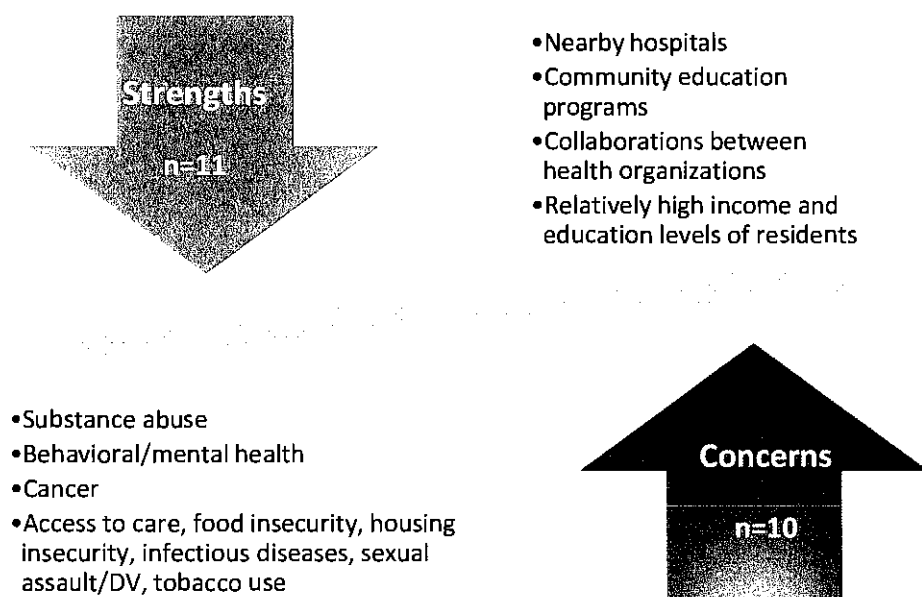 Strengths
n=11
•Nearby hospitals
•Community education
programs
•Collaborations between
health organizations
•Relatively high income and
education levels of residents
•Substance abuse
•Behavioral/mental health
•Cancer
•Access to care, food insecurity, housing
insecurity, infectious diseases, sexual
assault/DV, tobacco use
Concerns
n=10